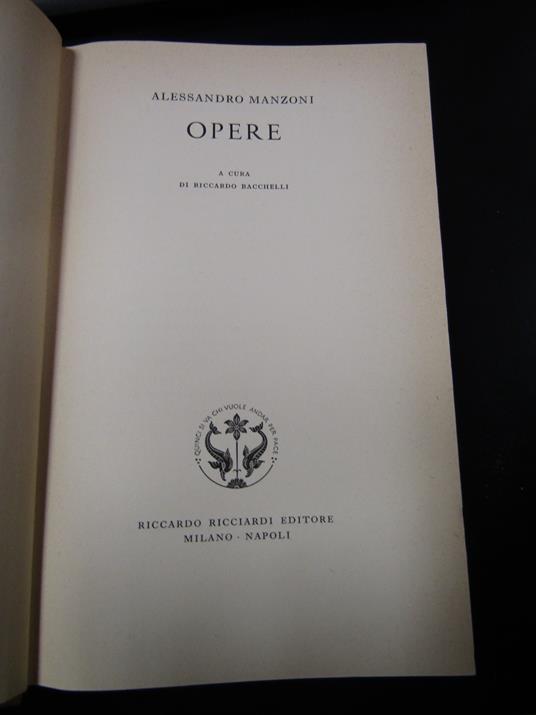 ALESSANDRO MANZONI
OPERE
A CURA
DI RICCARDO BACCHELLI
QUINCI SI VA CHI VUOLE ANDAR PER PACE
RICCARDO RICCIARDI EDITORE
MILANO · NAPOLI